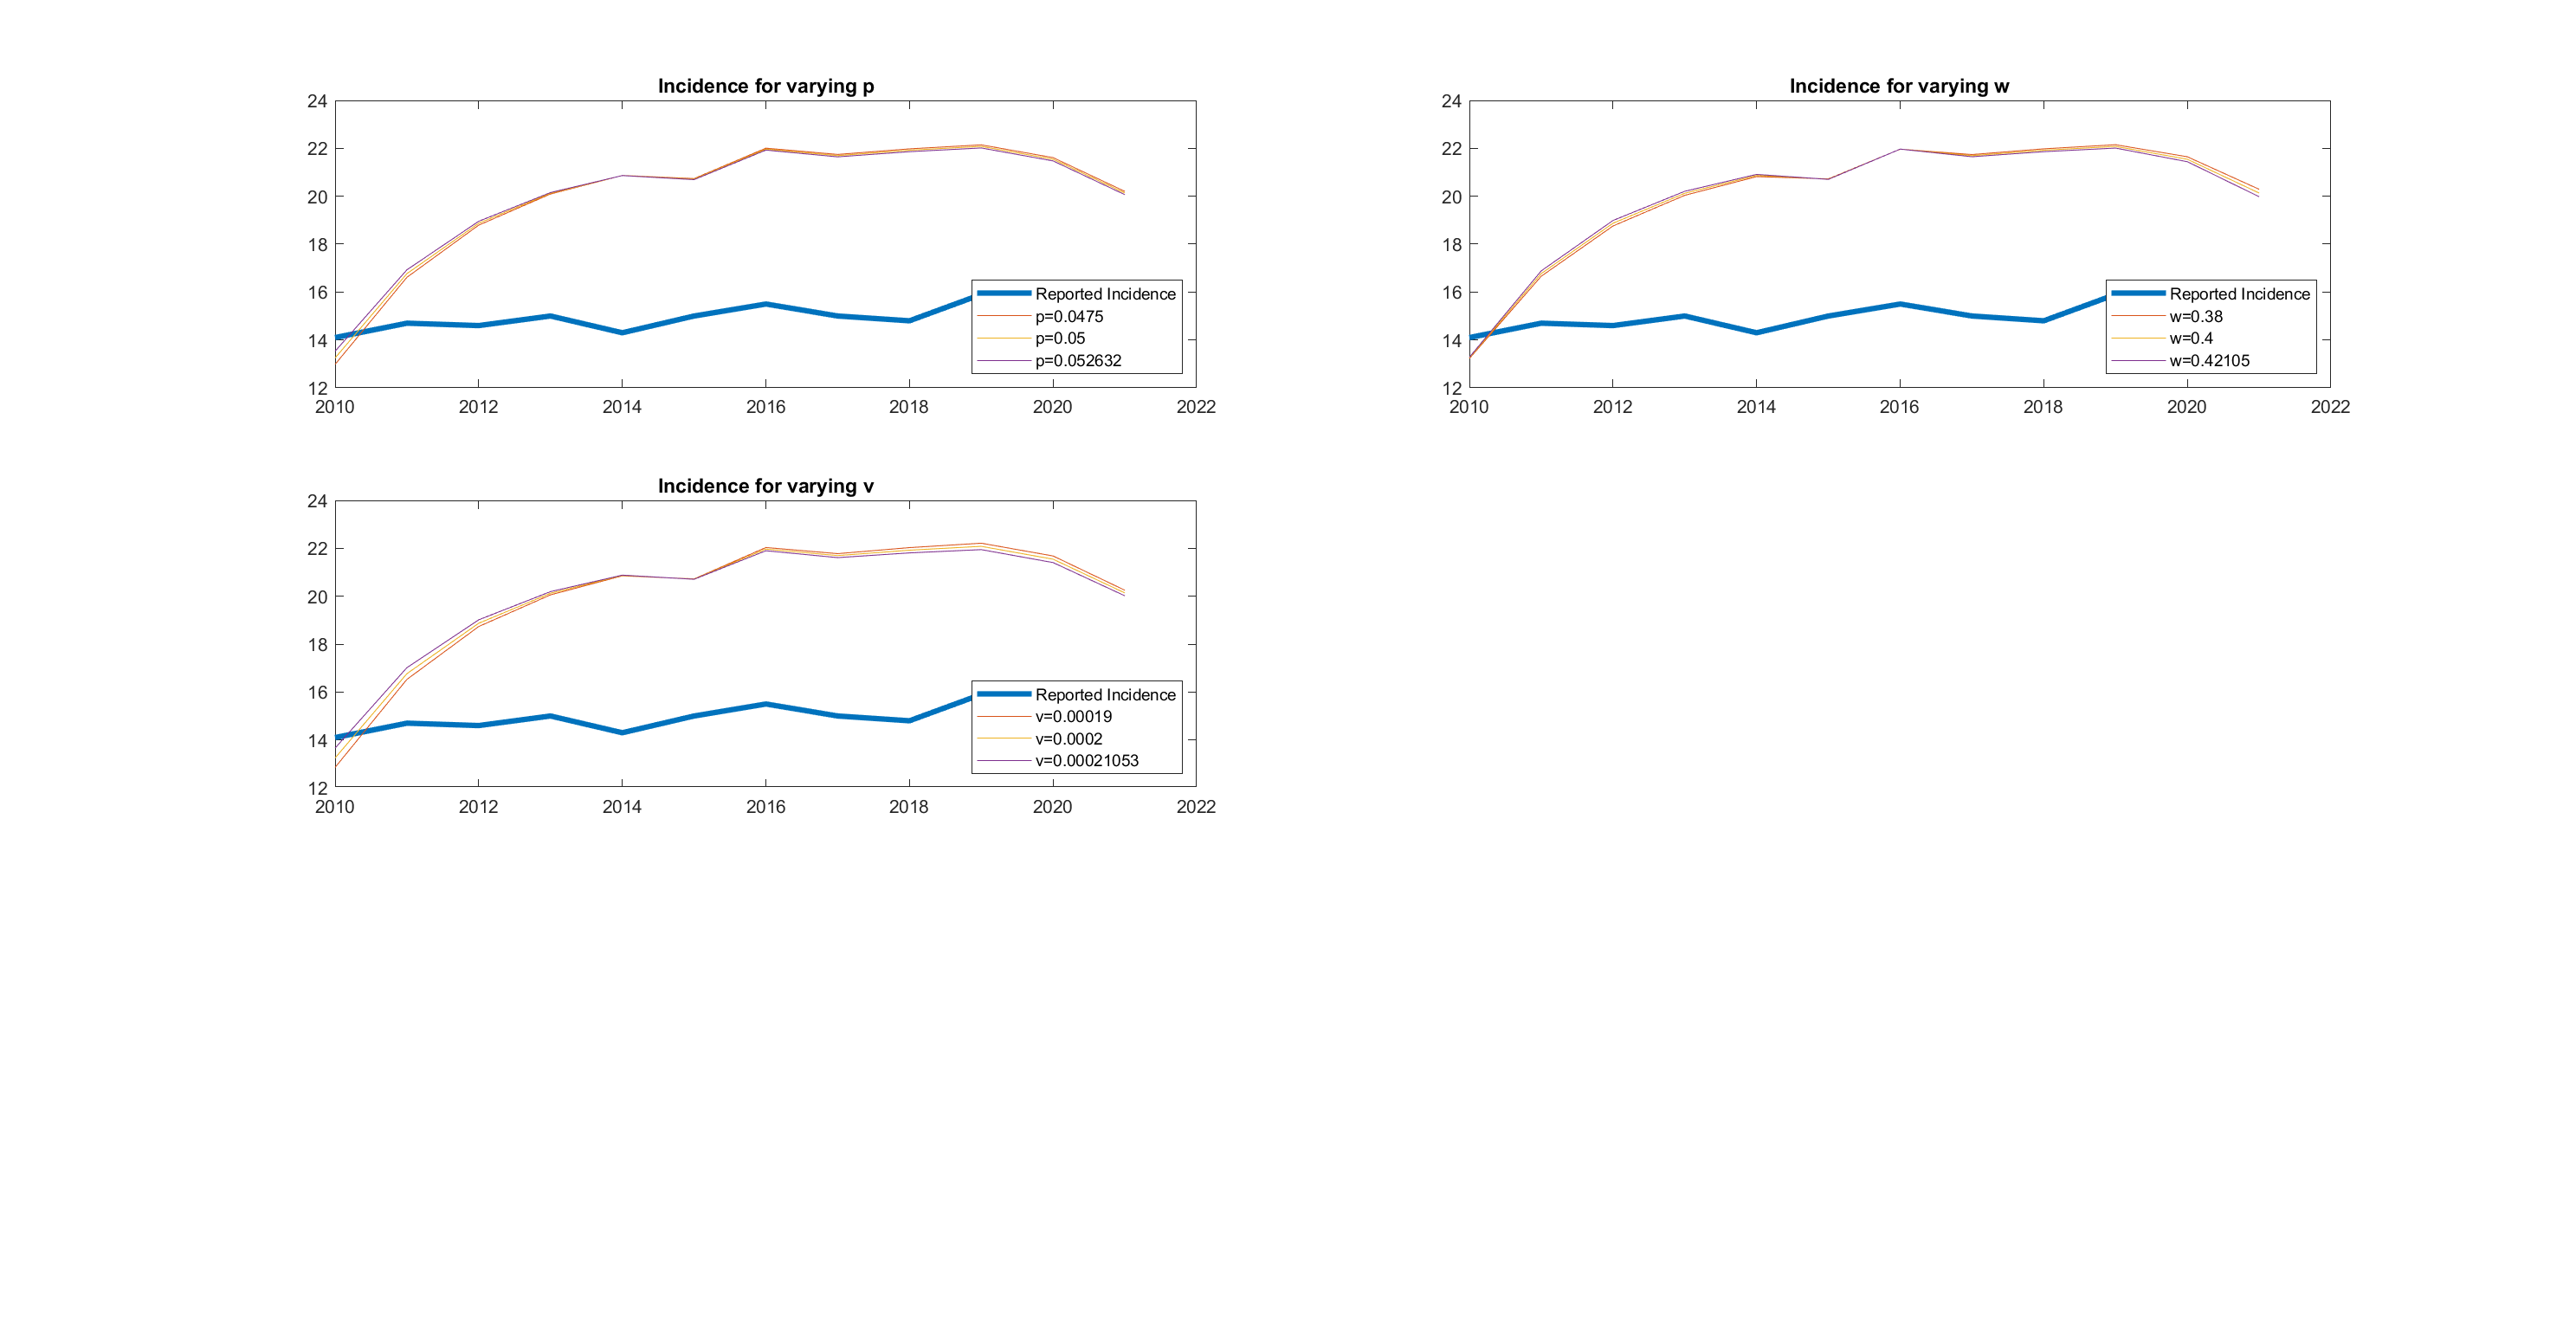 Incidence for varying p
24
22
20
18
16
14
12
2010 2012 2014 2016 2018 2020 2022
Reported Incidence
p=0.0475
p=0.05
p=0.052632
Incidence for varying w
24
22
20
18
16
14
12
2010 2012 2014 2016 2018 2020 2022
Reported Incidence
w=0.38
w=0.4
w=0.42105
Incidence for varying v
24
22
20
18
16
14
12
2010 2012 2014 2016 2018 2020 2022
Reported Incidence
v=0.00019
v=0.0002
v=0.00021053